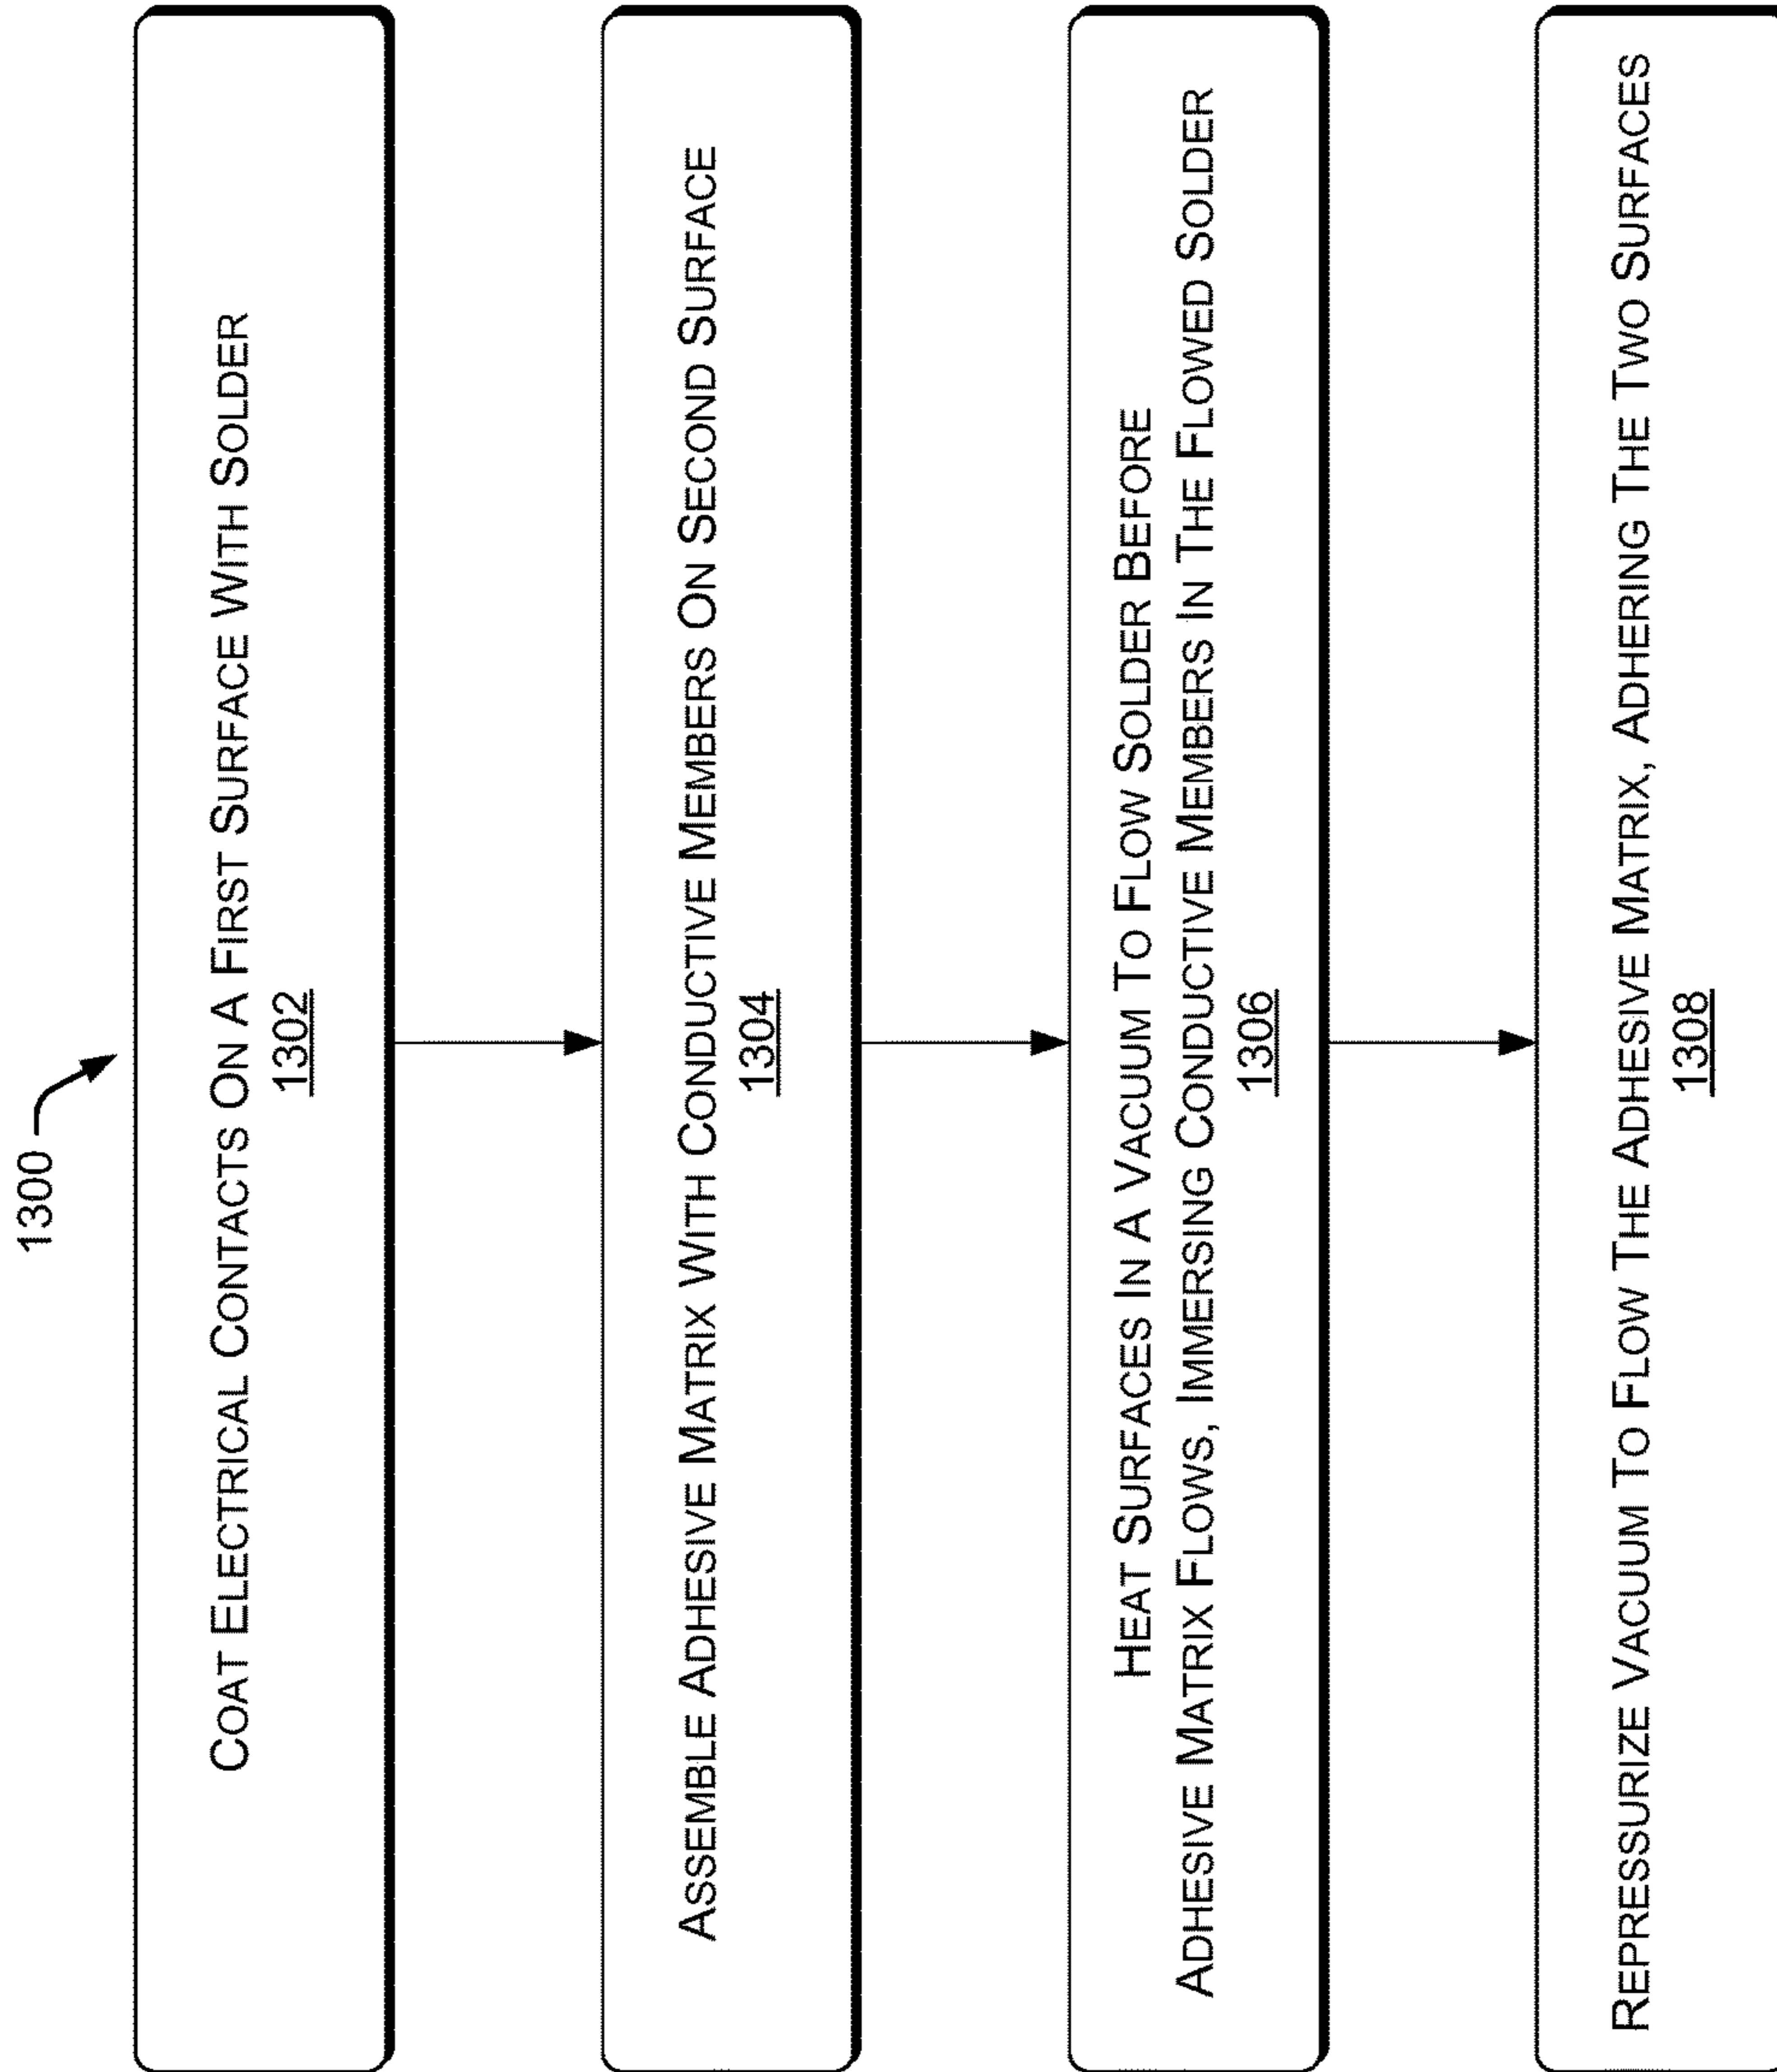 1300
COAT ELECTRICAL CONTACTS ON A FIRST SURFACE WITH SOLDER
1302
ASSEMBLE ADHESIVE MATRIX WITH CONDUCTIVE MEMBERS ON SECOND SURFACE
1304
HEAT SURFACES IN A VACUUM TO FLOW SOLDER BEFORE
ADHESIVE MATRIX FLOWS, IMMERSING CONDUCTIVE MEMBERS IN THE FLOWED SOLDER
1306
REPRESSURIZE VACUUM TO FLOW THE ADHESIVE MATRIX, ADHERING THE TWO SURFACES
1308